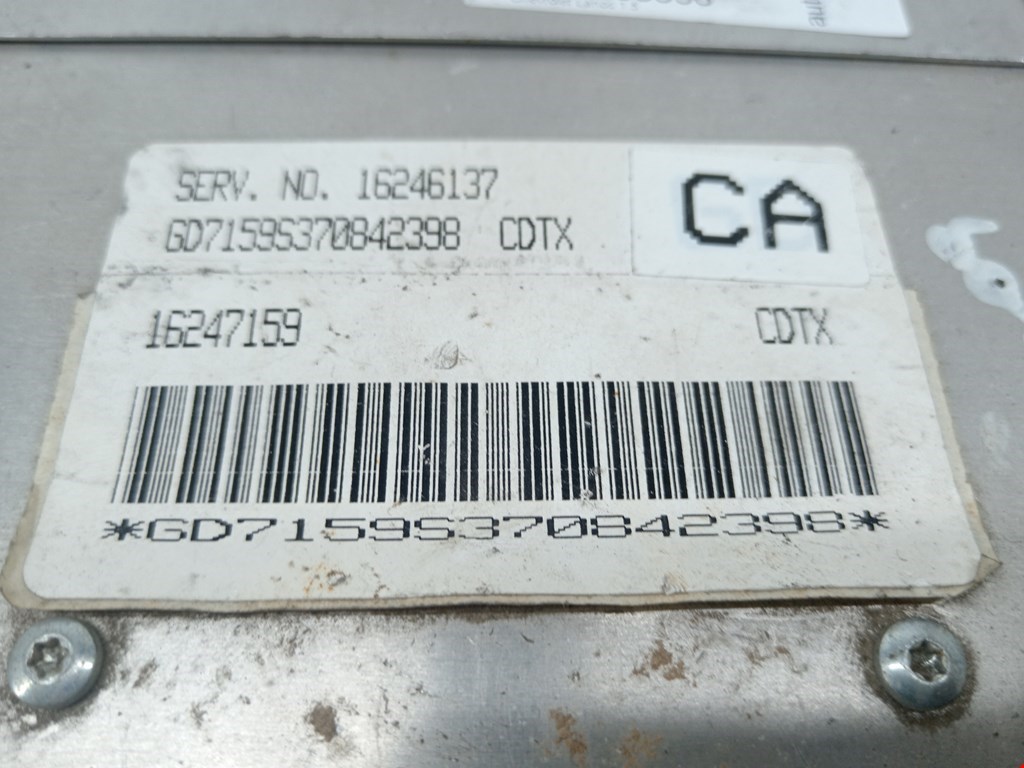 SERV. NO. 16246137
CA
GD7159S370842398 CDTX
16247159 CDTX
*GD7159S370842398*